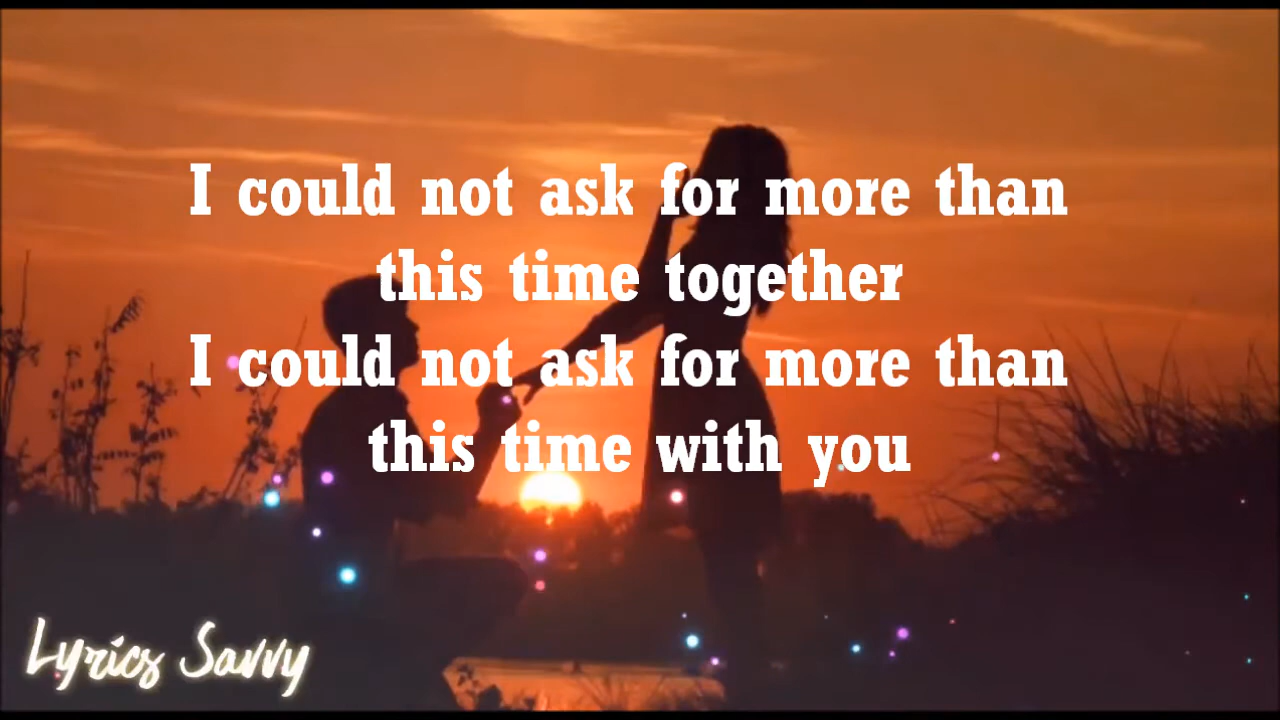 I could not ask for more than
this time together
I could not ask for more than
this time with you
Lyrics Savvy